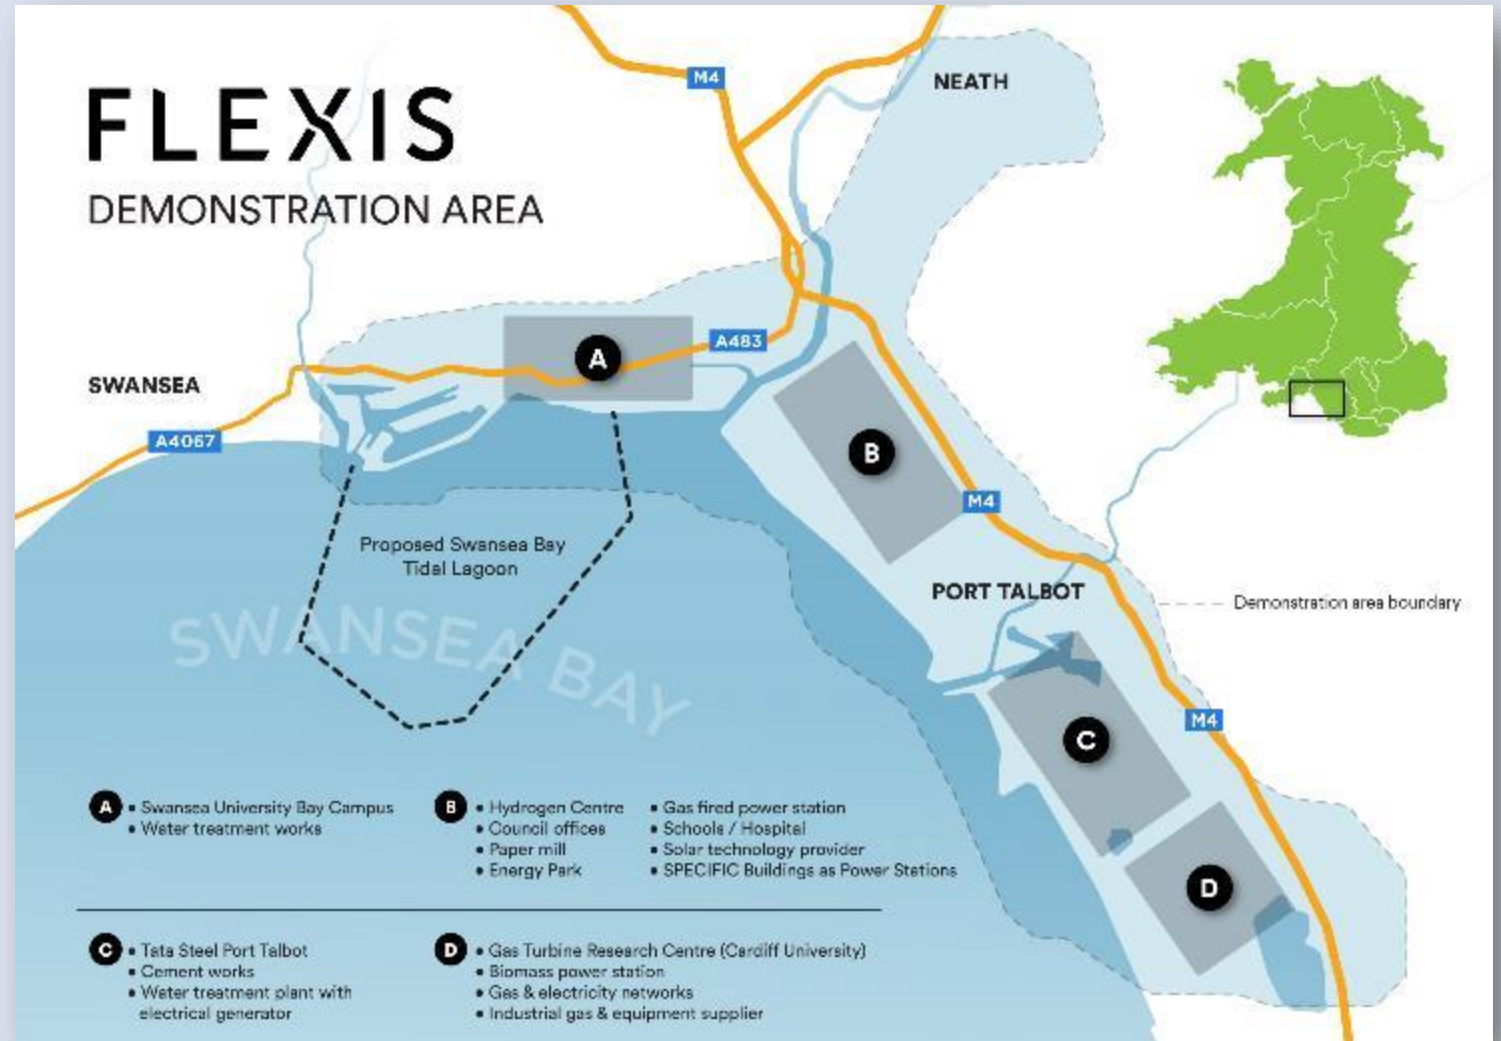 FLEXIS
DEMONSTRATION AREA
M4
NEATH
A483
A
SWANSEA
A4067
B
M4
Proposed Swansea Bay
Tidal Lagoon
PORT TALBOT
Demonstration area boundary
SWANSEA BAY
M4
C
D
A
• Swansea University Bay Campus
• Water treatment works
B
• Hydrogen Centre
• Council offices
• Paper mill
• Energy Park
• Gas fired power station
• Schools / Hospital
• Solar technology provider
• SPECIFIC Buildings as Power Stations
C
• Tata Steel Port Talbot
• Cement works
• Water treatment plant with
electrical generator
D
• Gas Turbine Research Centre (Cardiff University)
• Biomass power station
• Gas & electricity networks
• Industrial gas & equipment supplier